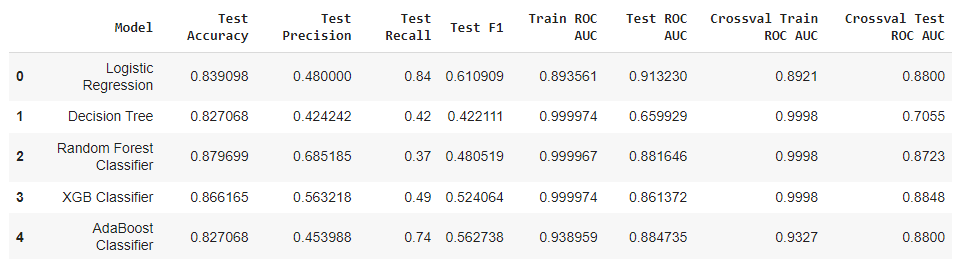 Model Test Accuracy Test Precision Test Recall Test F1 Train ROC AUC Test ROC AUC Crossval Train ROC AUC Crossval Test ROC AUC
0 Logistic Regression 0.839098 0.480000 0.84 0.610909 0.893561 0.913230 0.8921 0.8800
1 Decision Tree 0.827068 0.424242 0.42 0.422111 0.999974 0.659929 0.9998 0.7055
2 Random Forest Classifier 0.879699 0.685185 0.37 0.480519 0.999967 0.881646 0.9998 0.8723
3 XGB Classifier 0.866165 0.563218 0.49 0.524064 0.999974 0.861372 0.9998 0.8848
4 AdaBoost Classifier 0.827068 0.453988 0.74 0.562738 0.938959 0.884735 0.9327 0.8800